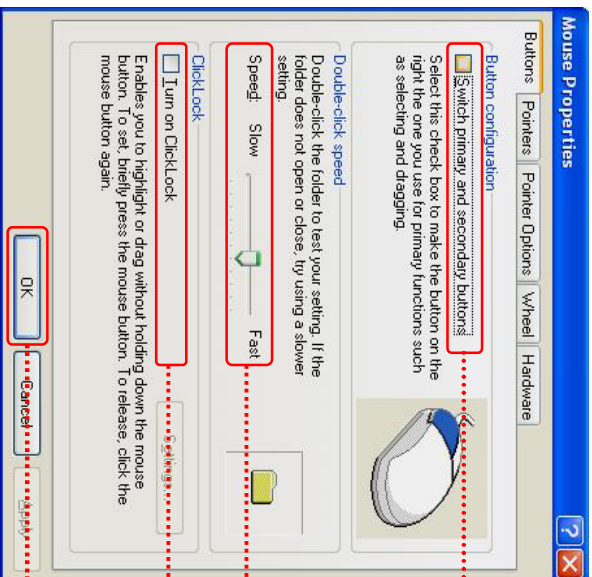 Mouse Properties
Buttons Pointers Pointer Options Wheel Hardware
Button configuration
Switch primary and secondary buttons
Select this check box to make the button on the
right the one you use for primary functions such
as selecting and dragging.
Double-click speed
Double-click the folder to test your setting. If the
folder does not open or close, try using a slower
setting.
Speed: Slow Fast
ClickLock
Turn on ClickLock Settings...
Enables you to highlight or drag without holding down the mouse
button. To set, briefly press the mouse button. To release, click the
mouse button again.
OK Cancel Apply